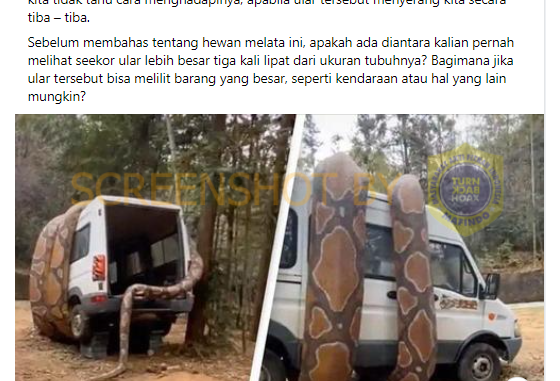 kita tidak tahu cara menghadapinya, apabila ular tersebut menyerang kita secara
tiba – tiba.
Sebelum membahas tentang hewan melata ini, apakah ada diantara kalian pernah
melihat seekor ular lebih besar tiga kali lipat dari ukuran tubuhnya? Bagimana jika
ular tersebut bisa melilit barang yang besar, seperti kendaraan atau hal yang lain
mungkin?
SCREENSHOT BY
TURN
BACK
HOAX